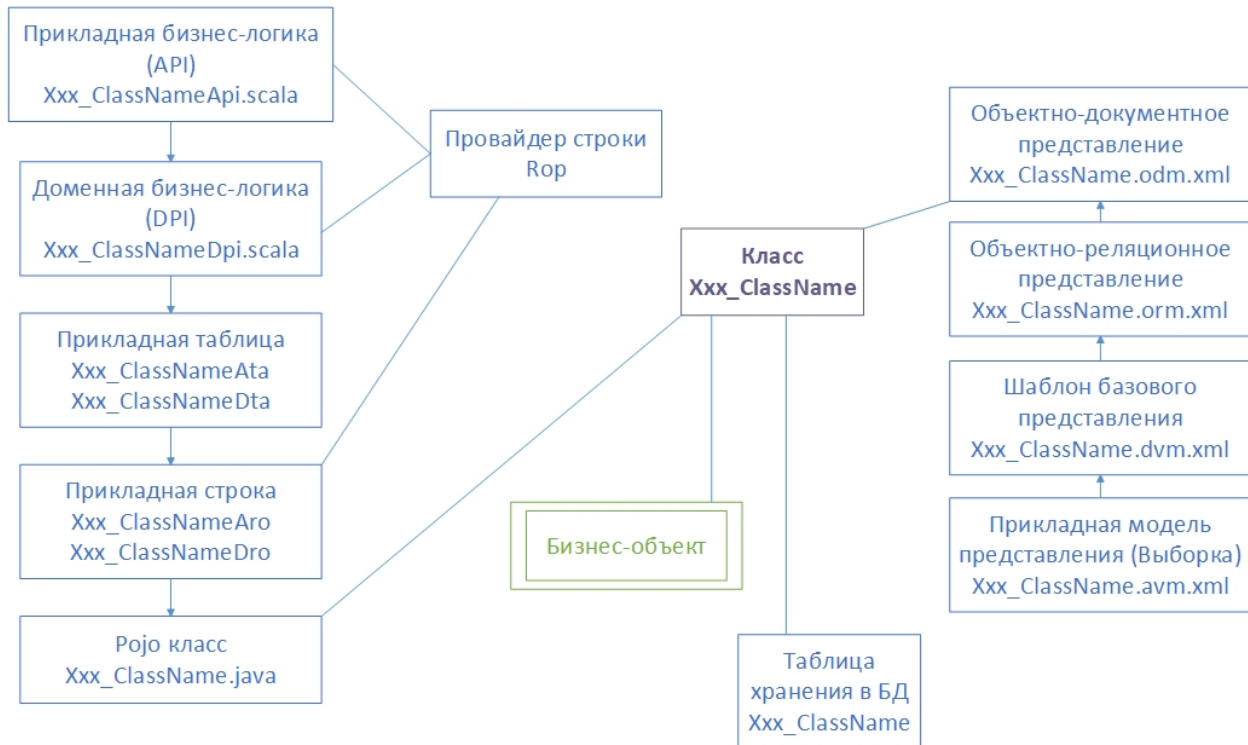 Прикладная бизнес-логика
(API)
Xxx_ClassNameApi.scala
Доменная бизнес-логика
(DPI)
Xxx_ClassNameDpi.scala
Прикладная таблица
Xxx_ClassNameAta
Xxx_ClassNameDta
Прикладная строка
Xxx_ClassNameAro
Xxx_ClassNameDro
Pojo класс
Xxx_ClassName.java
Провайдер строки
Rop
Класс
Xxx_ClassName
Бизнес-объект
Таблица
хранения в БД
Xxx_ClassName
Объектно-документное
представление
Xxx_ClassName.odm.xml
Объектно-реляционное
представление
Xxx_ClassName.orm.xml
Шаблон базового
представления
Xxx_ClassName.dvm.xml
Прикладная модель
представления (Выборка)
Xxx_ClassName.avm.xml